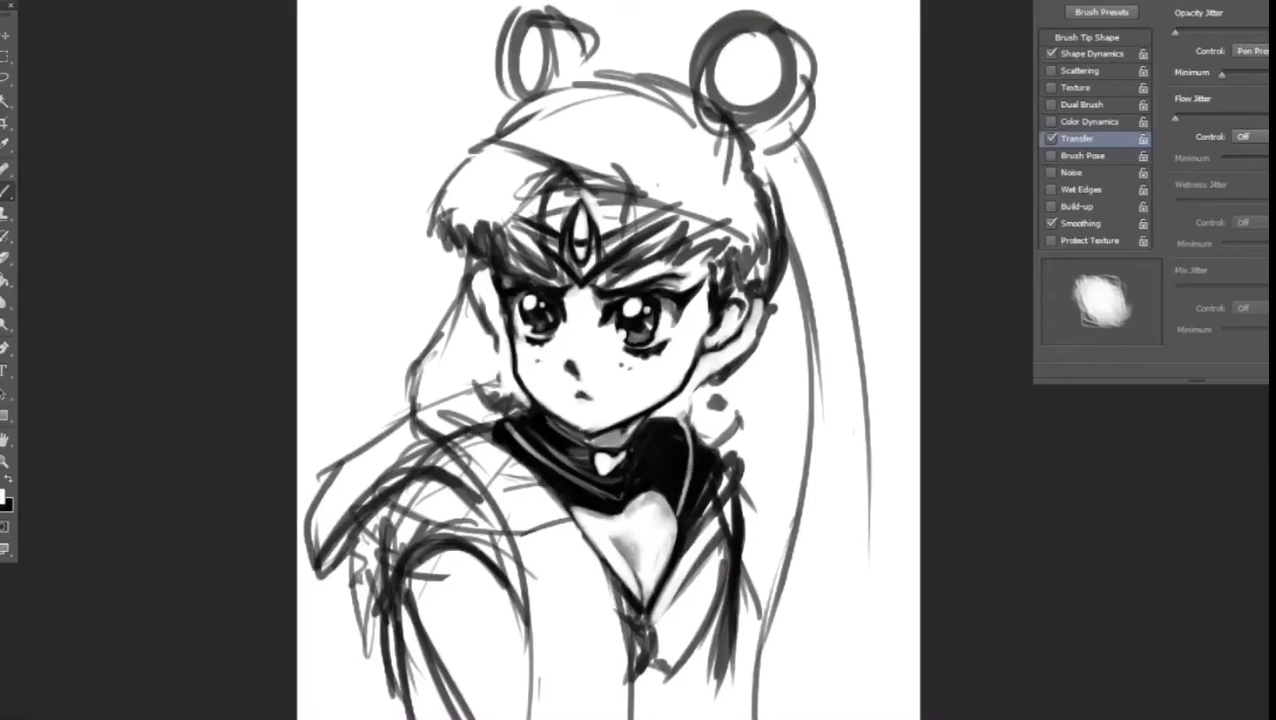 Brush Presets
Opacity Jitter
Brush Tip Shape
Shape Dynamics
Control:
Pen Pre
Scattering
Minimum
Texture
Dual Brush
Flow Jitter
Color Dynamics
Transfer
Control:
Off
Brush Pose
Minimum
Noise
Wetness Jitter
Wet Edges
Build-up
Smoothing
Control:
Off
Protect Texture
Minimum
Mix Jitter
Control:
Off
Minimum